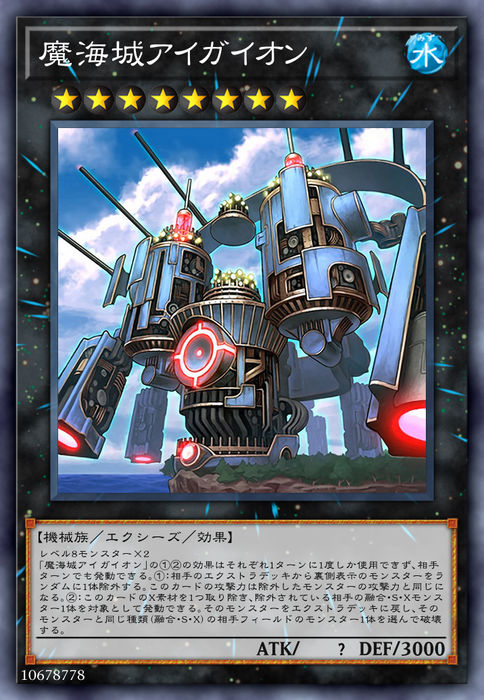 魔海城アイガイオン
みず
水
【機械族／エクシーズ／効果】
レベル8モンスター×2
「魔海城アイガイオン」の①②の効果はそれぞれ1ターンに1度しか使用できず、相手
ターンでも発動できる。①:相手のエクストラデッキから裏側表示のモンスターをラ
ンダムに1体除外する。このカードの攻撃力は除外したモンスターの攻撃力と同じに
なる。②:このカードのX素材を1つ取り除き、除外されている相手の融合・S・Xモンス
ター1体を対象として発動できる。そのモンスターをエクストラデッキに戻し、その
モンスターと同じ種類(融合・S・X)の相手フィールドのモンスター1体を選んで破壊
する。
ATK/ ? DEF/3000
10678778